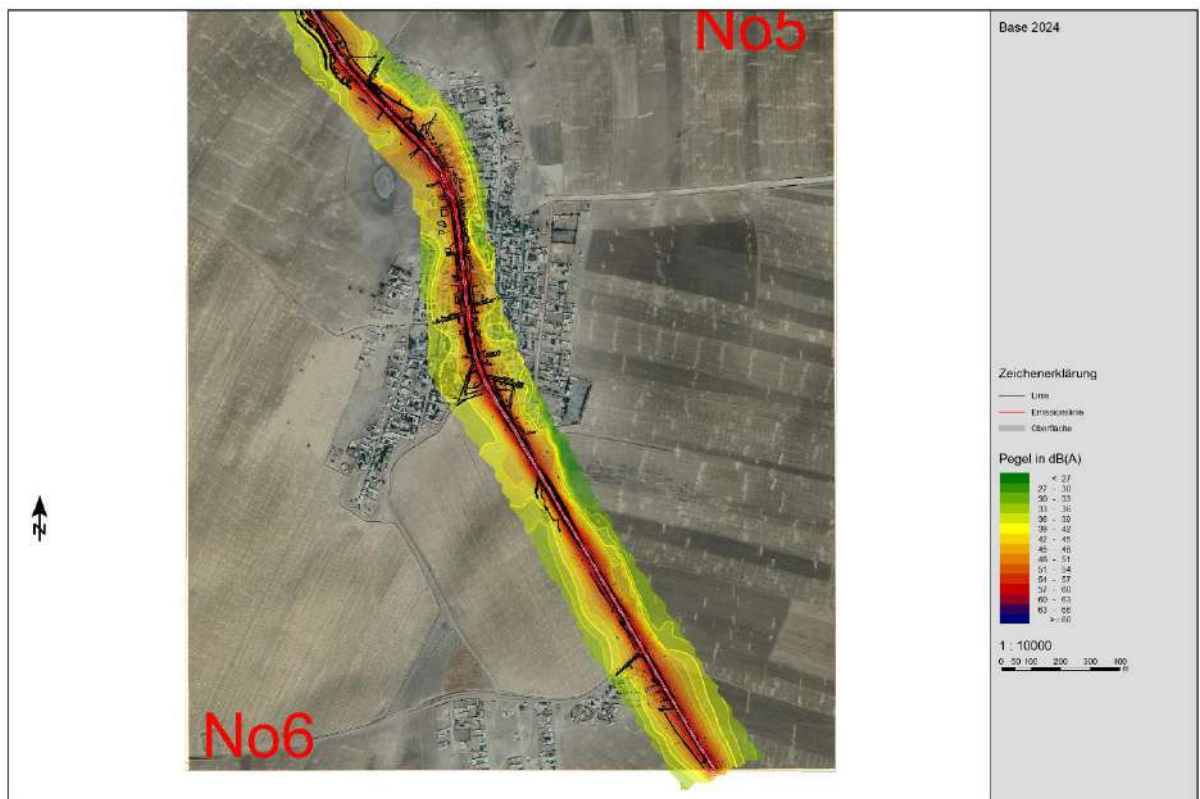 No5
No6
Base 2024
Zeichenerklärung
Linie
Emissionslinie
Oberfläche
Pegel in dB(A)
< 27
27 - 30
30 - 33
33 - 36
36 - 39
39 - 42
42 - 45
45 - 48
48 - 51
51 - 54
54 - 57
57 - 60
60 - 63
63 - 66
1 : 10000
0 50 100 200 300 400
m